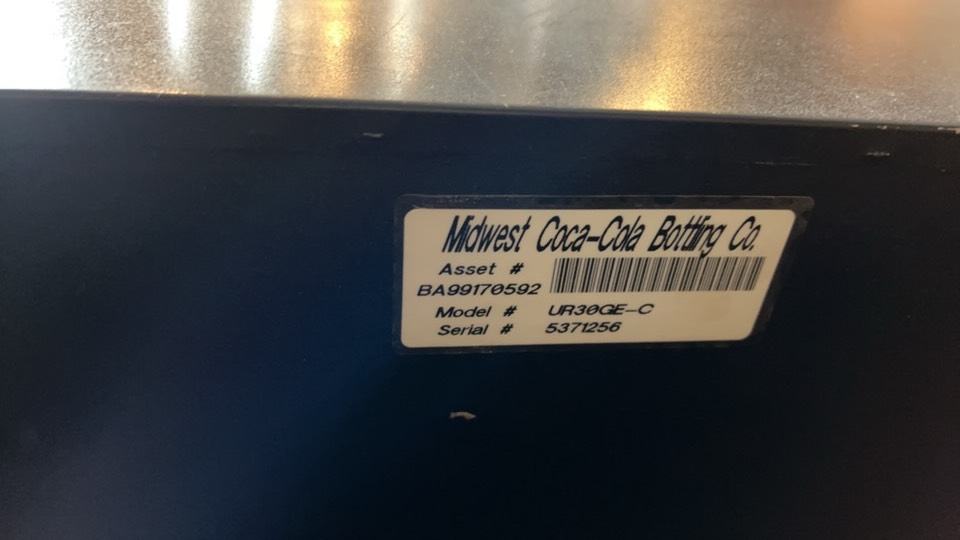 Midwest Coca-Cola Bottling Co.
Asset #
BA99170592
Model # UR30GE-C
Serial # 5371256